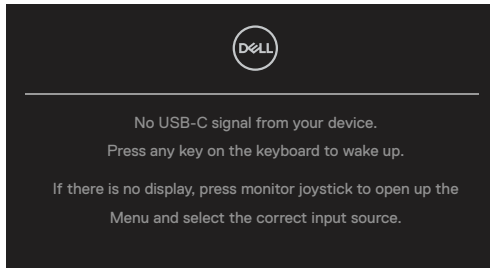 DELL
No USB-C signal from your device.
Press any key on the keyboard to wake up.
If there is no display, press monitor joystick to open up the
Menu and select the correct input source.